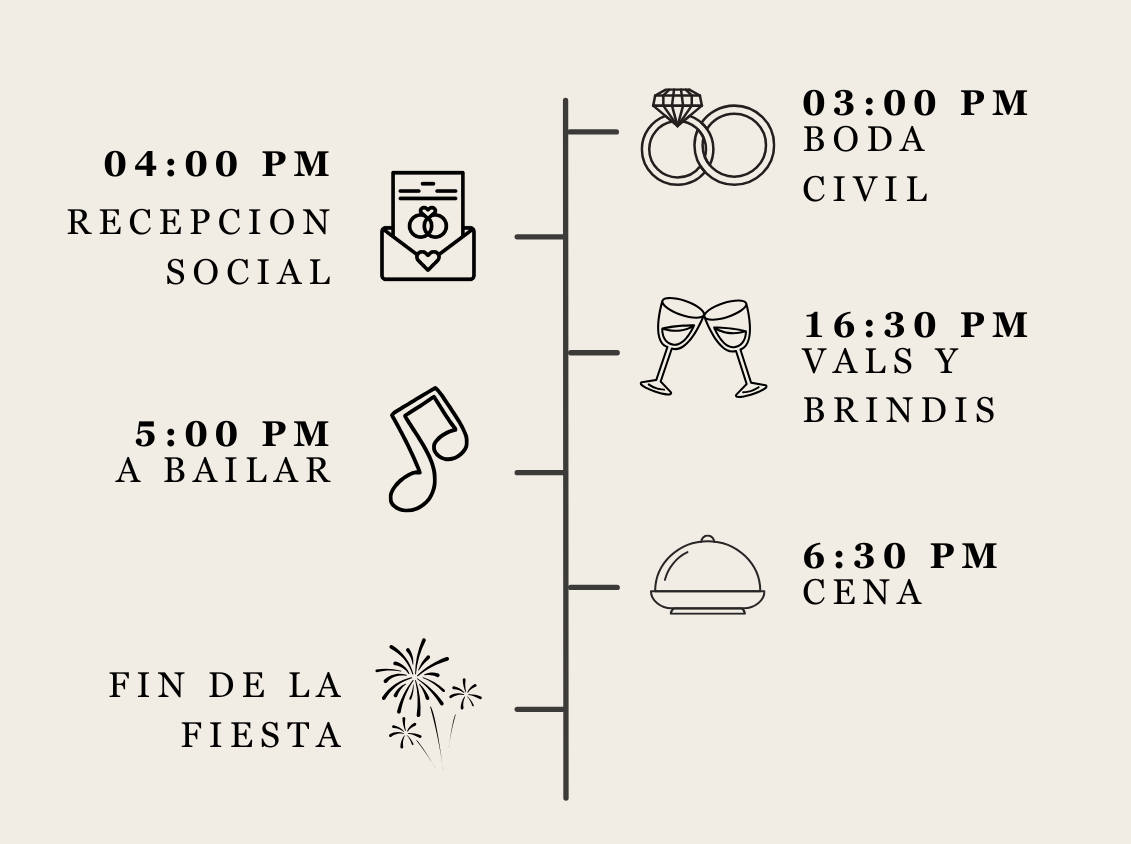 03:00 PM
BODA
CIVIL
04:00 PM
RECEPCION
SOCIAL
16:30 PM
VALS Y
BRINDIS
5:00 PM
A BAILAR
6:30 PM
CENA
FIN DE LA
FIESTA